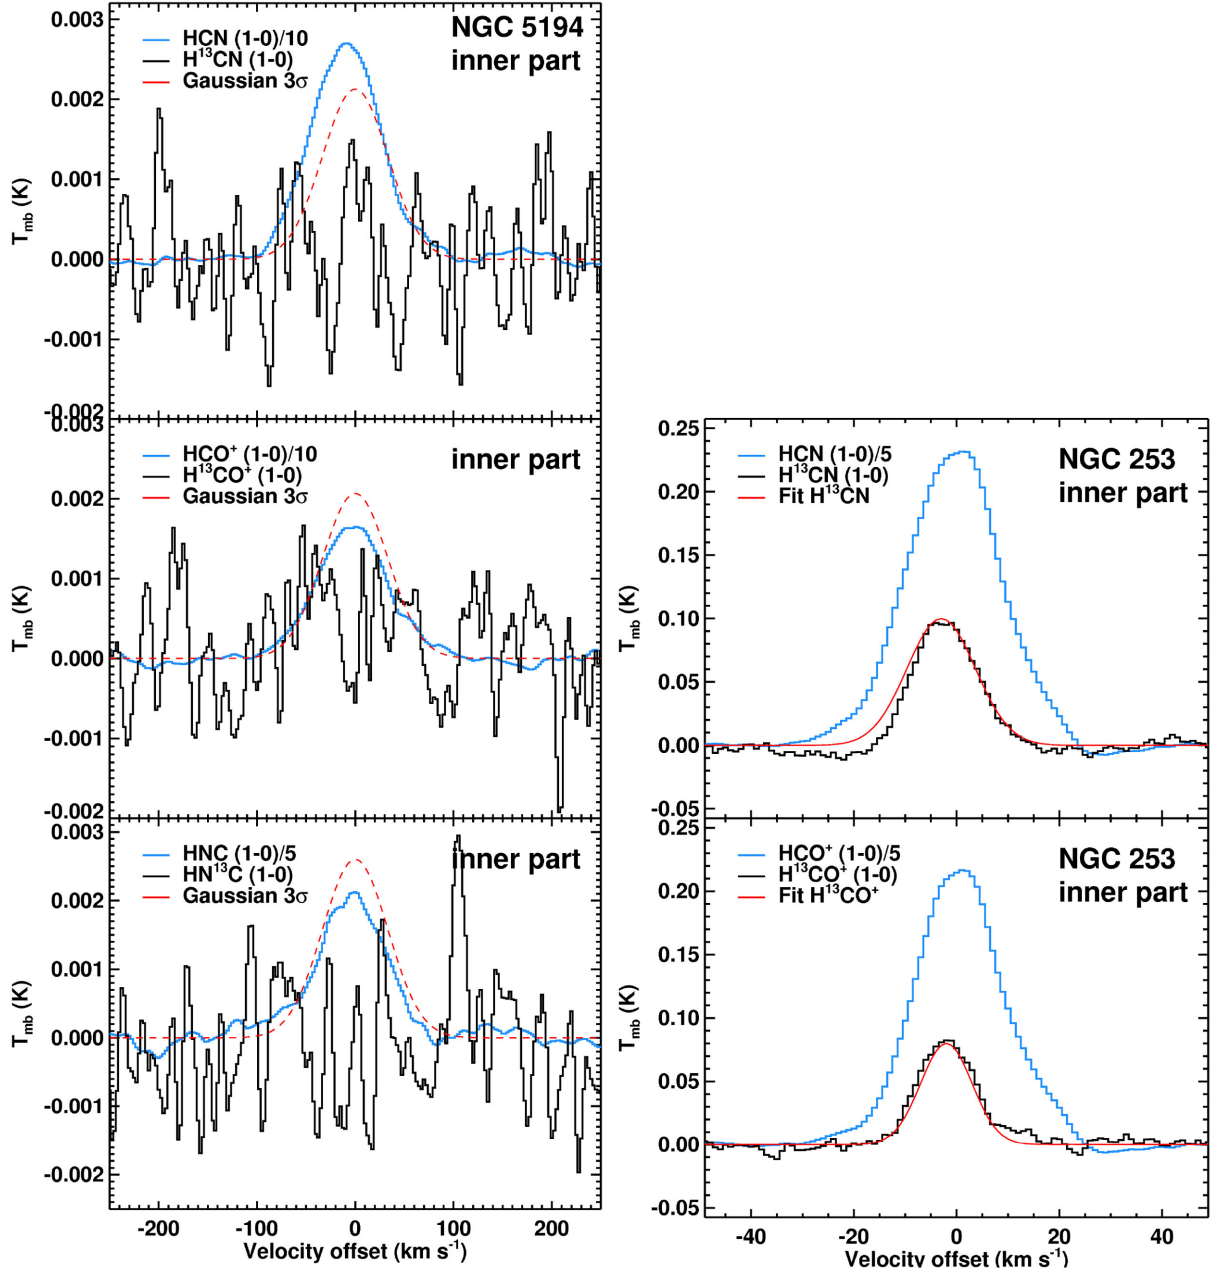 NGC 5194
inner part
HCN (1-0)/10
H¹³CN (1-0)
Gaussian 3σ
0.003
0.002
0.001
0.000
-0.001
-0.002
T_mb (K)
inner part
HCO⁺ (1-0)/10
H¹³CO⁺ (1-0)
Gaussian 3σ
0.003
0.002
0.001
0.000
-0.001
-0.002
T_mb (K)
inner part
HNC (1-0)/5
HN¹³C (1-0)
Gaussian 3σ
0.003
0.002
0.001
0.000
-0.001
-0.002
T_mb (K)
-200 -100 0 100 200
Velocity offset (km s⁻¹)
NGC 253
inner part
HCN (1-0)/5
H¹³CN (1-0)
Fit H¹³CN
0.25
0.20
0.15
0.10
0.05
0.00
-0.05
T_mb (K)
NGC 253
inner part
HCO⁺ (1-0)/5
H¹³CO⁺ (1-0)
Fit H¹³CO⁺
0.25
0.20
0.15
0.10
0.05
0.00
-0.05
T_mb (K)
-40 -20 0 20 40
Velocity offset (km s⁻¹)